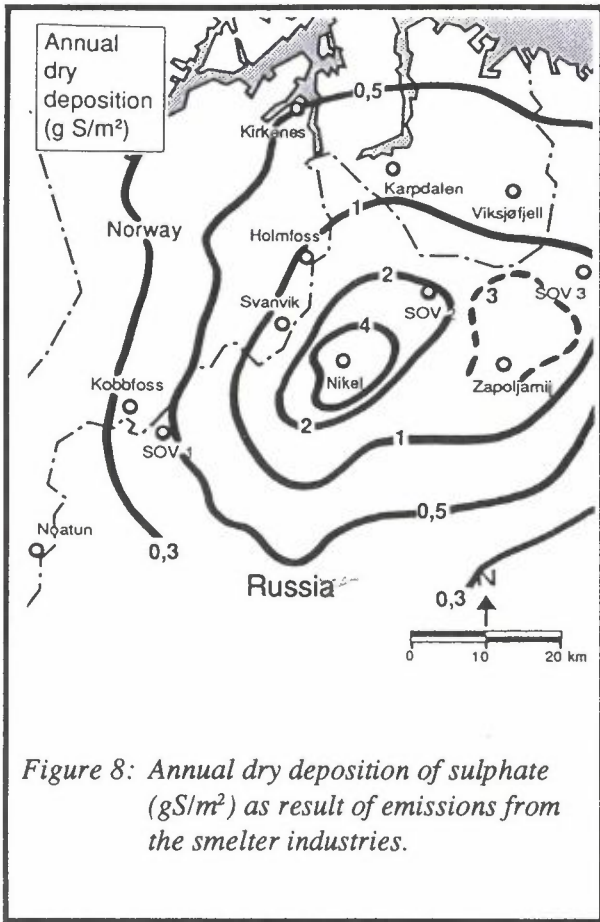 Annual
dry
deposition
(g S/m²)
0,5
Kirkenes
Karpdalen
Viksjøfjell
1
Norway
Holmfoss
2
3
SOV 3
SOV 2
Svanvik
4
Nikel
Zapoljarnij
Kobbfoss
2
1
SOV 1
0,5
Noatun
0,3
Russia
0,3
N
0 10 20 km
Figure 8: Annual dry deposition of sulphate
(gS/m²) as result of emissions from
the smelter industries.